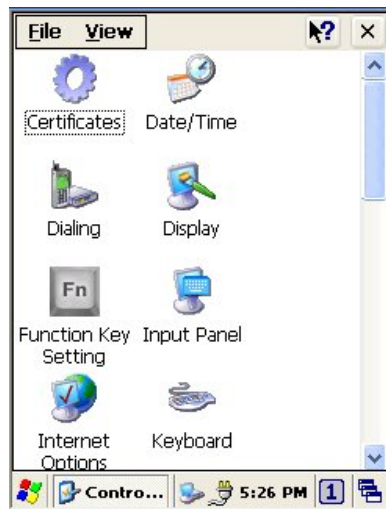 File View
Certificates Date/Time
Dialing Display
Fn
Function Key Setting
Input Panel
Internet Options
Keyboard
Contro... 5:26 PM 1